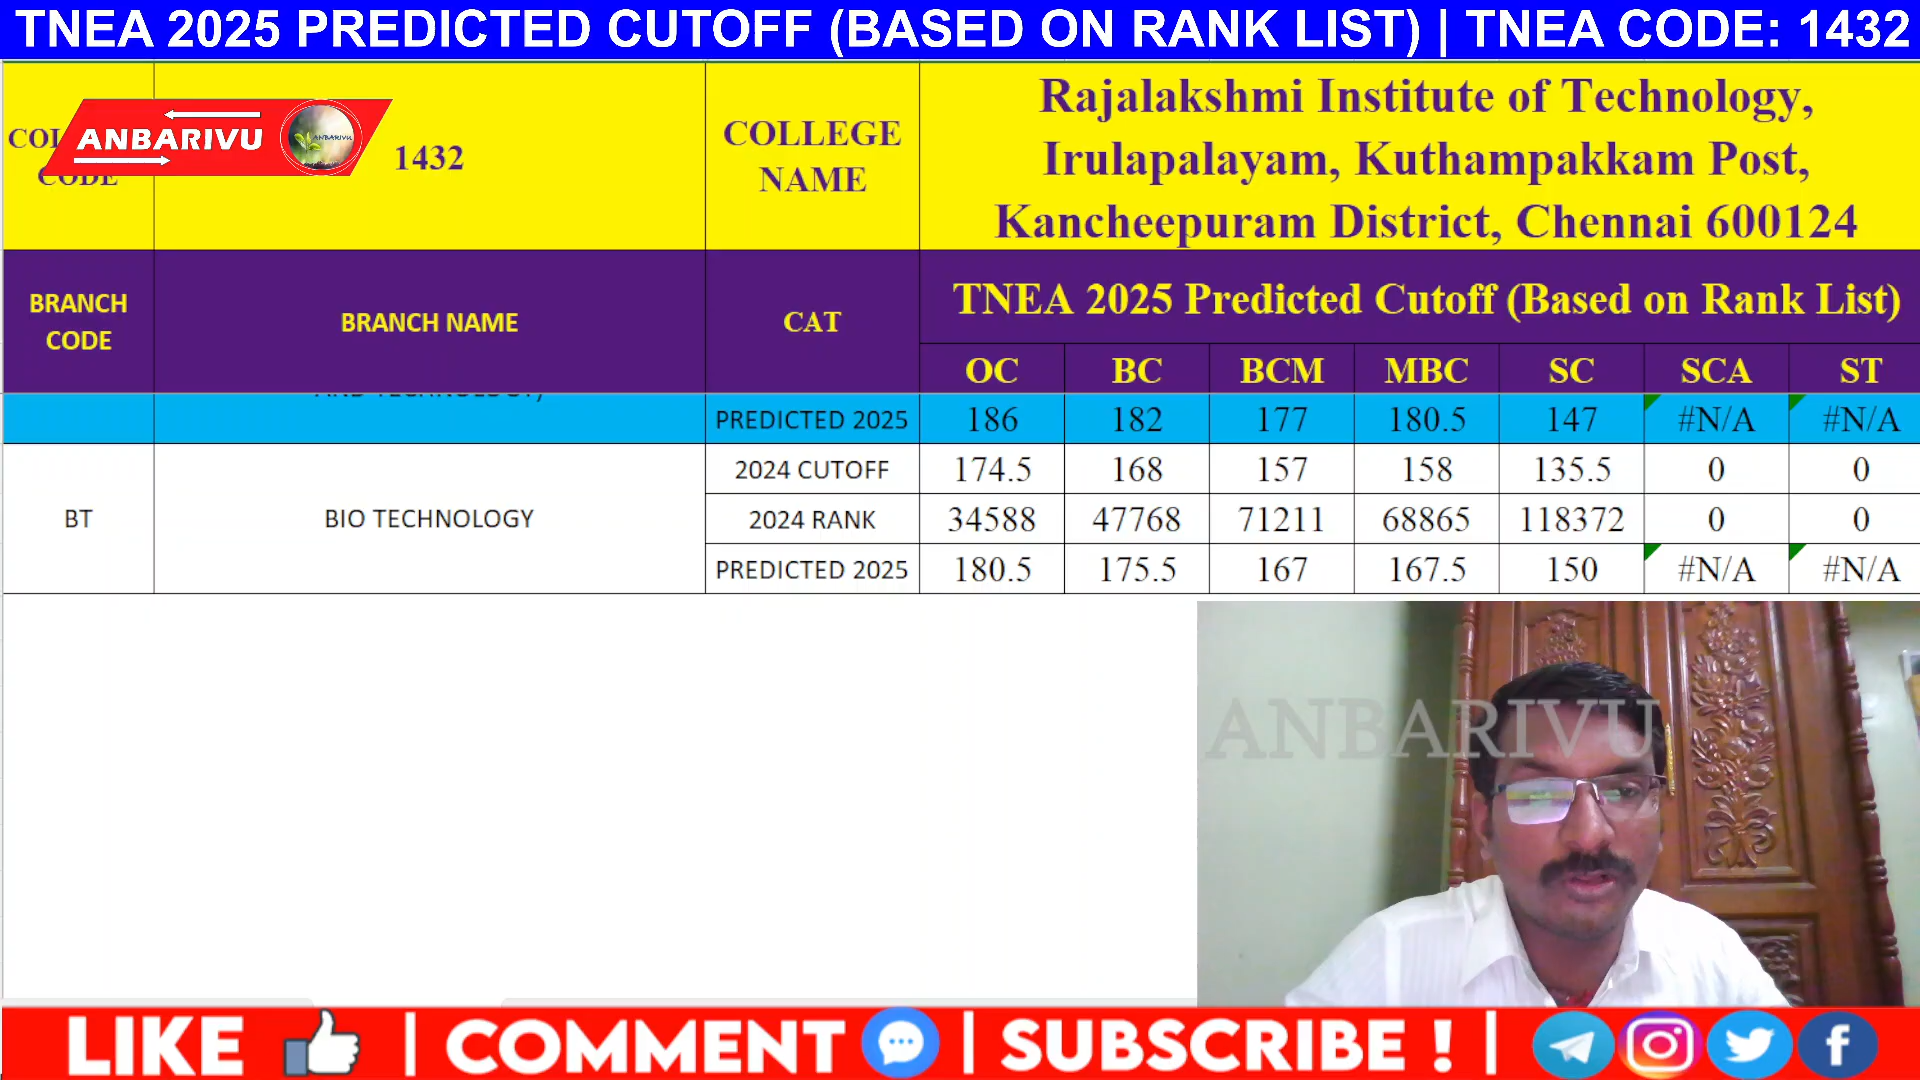 TNEA 2025 PREDICTED CUTOFF (BASED ON RANK LIST) | TNEA CODE: 1432
CODE
ANBARIVU
ANBARIVU
1432
COLLEGE
NAME
Rajalakshmi Institute of Technology,
Irulapalayam, Kuthampakkam Post,
Kancheepuram District, Chennai 600124
BRANCH
CODE
BRANCH NAME
CAT
TNEA 2025 Predicted Cutoff (Based on Rank List)
OC BC BCM MBC SC SCA ST
PREDICTED 2025 186 182 177 180.5 147 #N/A #N/A
BT
BIO TECHNOLOGY
2024 CUTOFF 174.5 168 157 158 135.5 0 0
2024 RANK 34588 47768 71211 68865 118372 0 0
PREDICTED 2025 180.5 175.5 167 167.5 150 #N/A #N/A
ANBARIVU
LIKE | COMMENT | SUBSCRIBE ! |